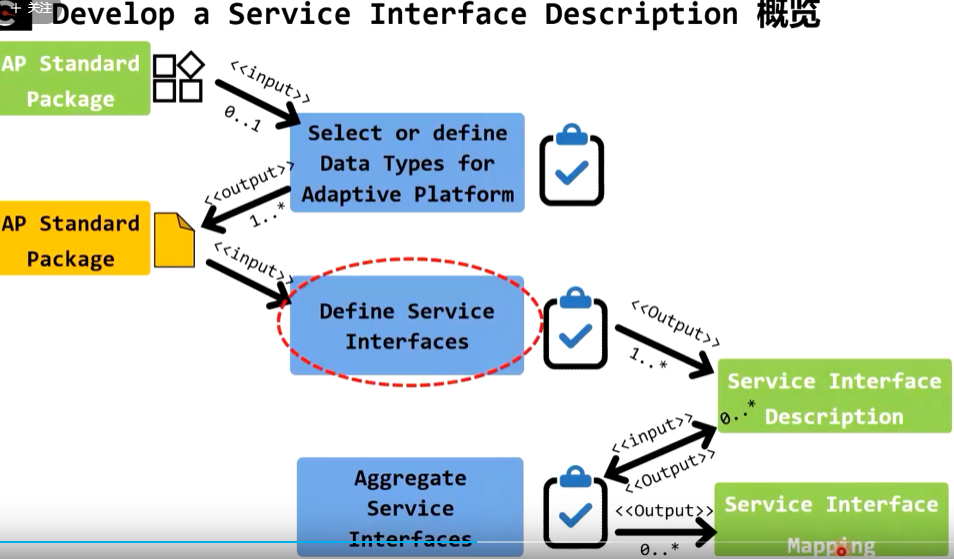 + 关注
Develop a Service Interface Description 概览
AP Standard
Package
<<input>>
0..1
Select or define
Data Types for
Adaptive Platform
<<output>>
1..*
AP Standard
Package
<<input>>
Define Service
Interfaces
<<Output>>
1..*
Service Interface
Description
0..*
<<input>>
<<Output>>
Aggregate
Service
Interfaces
<<Output>>
0..*
Service Interface
Mapping